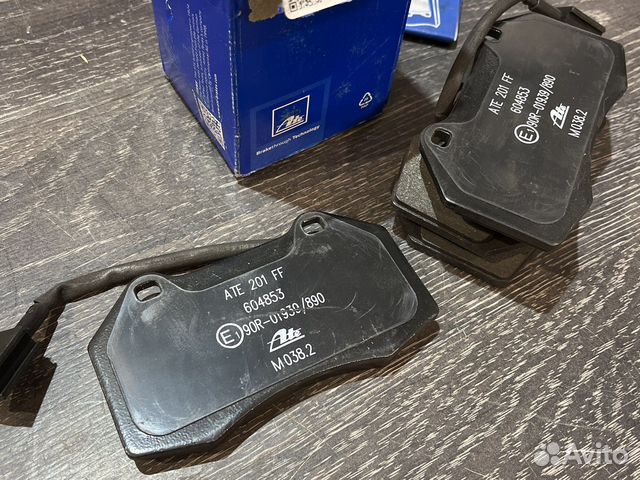 Ate
Breakthrough Technology
ATE 201 FF
604853
E1 90R-01939/890
Ate
M038.2
ATE 201 FF
604853
E1 90R-01939/890
Ate
M038.2
Avito